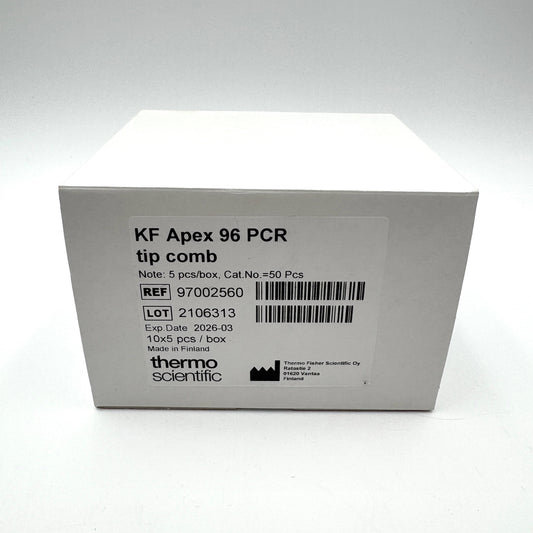 KF Apex 96 PCR
tip comb
Note: 5 pcs/box, Cat.No.=50 Pcs
REF 97002560
LOT 2106313
Exp.Date 2026-03
10x5 pcs / box
Made in Finland
thermo
scientific
Thermo Fisher Scientific Oy
Ratastie 2
01620 Vantaa
Finland